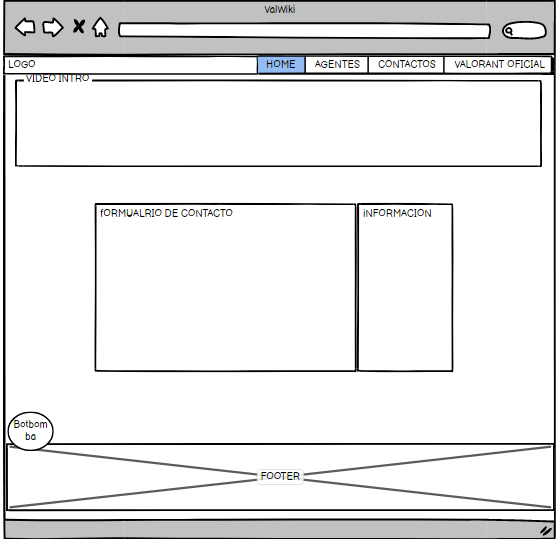 ValWiki
LOGO
HOME
AGENTES
CONTACTOS
VALORANT OFICIAL
VIDEO INTRO
fORMUALRIO DE CONTACTO
iNFORMACION
Botbom
ba
FOOTER